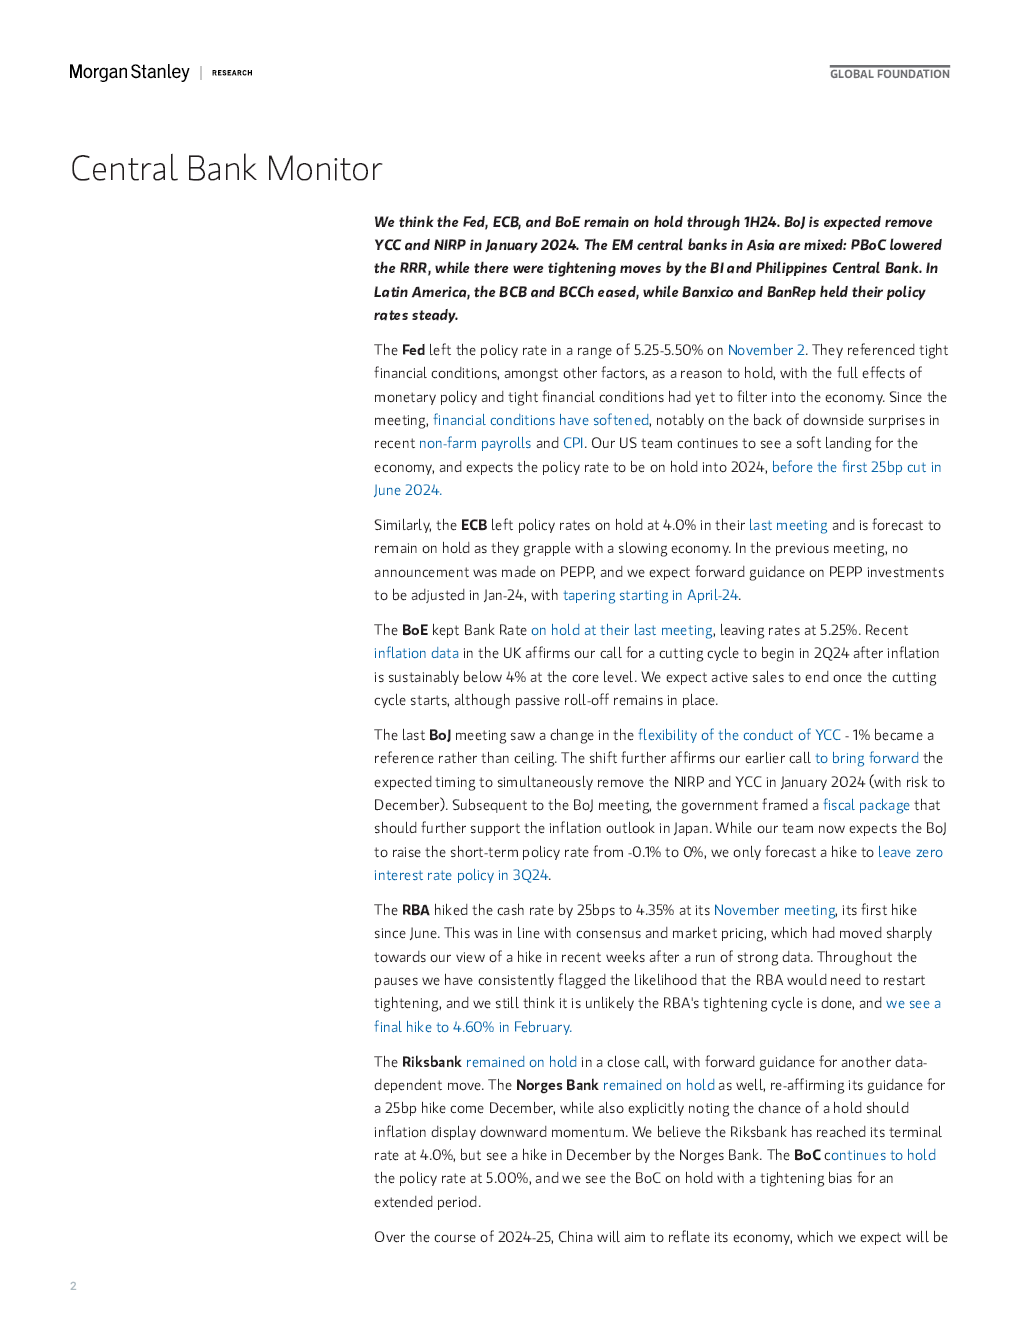 Morgan Stanley | RESEARCH
GLOBAL FOUNDATION
Central Bank Monitor
We think the Fed, ECB, and BoE remain on hold through 1H24. BoJ is expected remove
YCC and NIRP in January 2024. The EM central banks in Asia are mixed: PBoC lowered
the RRR, while there were tightening moves by the BI and Philippines Central Bank. In
Latin America, the BCB and BCCh eased, while Banxico and BanRep held their policy
rates steady.
The Fed left the policy rate in a range of 5.25-5.50% on November 2. They referenced tight
financial conditions, amongst other factors, as a reason to hold, with the full effects of
monetary policy and tight financial conditions had yet to filter into the economy. Since the
meeting, financial conditions have softened, notably on the back of downside surprises in
recent non-farm payrolls and CPI. Our US team continues to see a soft landing for the
economy, and expects the policy rate to be on hold into 2024, before the first 25bp cut in
June 2024.
Similarly, the ECB left policy rates on hold at 4.0% in their last meeting and is forecast to
remain on hold as they grapple with a slowing economy. In the previous meeting, no
announcement was made on PEPP, and we expect forward guidance on PEPP investments
to be adjusted in Jan-24, with tapering starting in April-24.
The BoE kept Bank Rate on hold at their last meeting, leaving rates at 5.25%. Recent
inflation data in the UK affirms our call for a cutting cycle to begin in 2Q24 after inflation
is sustainably below 4% at the core level. We expect active sales to end once the cutting
cycle starts, although passive roll-off remains in place.
The last BoJ meeting saw a change in the flexibility of the conduct of YCC - 1% became a
reference rather than ceiling. The shift further affirms our earlier call to bring forward the
expected timing to simultaneously remove the NIRP and YCC in January 2024 (with risk to
December). Subsequent to the BoJ meeting, the government framed a fiscal package that
should further support the inflation outlook in Japan. While our team now expects the BoJ
to raise the short-term policy rate from -0.1% to 0%, we only forecast a hike to leave zero
interest rate policy in 3Q24.
The RBA hiked the cash rate by 25bps to 4.35% at its November meeting, its first hike
since June. This was in line with consensus and market pricing, which had moved sharply
towards our view of a hike in recent weeks after a run of strong data. Throughout the
pauses we have consistently flagged the likelihood that the RBA would need to restart
tightening, and we still think it is unlikely the RBA's tightening cycle is done, and we see a
final hike to 4.60% in February.
The Riksbank remained on hold in a close call, with forward guidance for another data-
dependent move. The Norges Bank remained on hold as well, re-affirming its guidance for
a 25bp hike come December, while also explicitly noting the chance of a hold should
inflation display downward momentum. We believe the Riksbank has reached its terminal
rate at 4.0%, but see a hike in December by the Norges Bank. The BoC continues to hold
the policy rate at 5.00%, and we see the BoC on hold with a tightening bias for an
extended period.
Over the course of 2024-25, China will aim to reflate its economy, which we expect will be
2